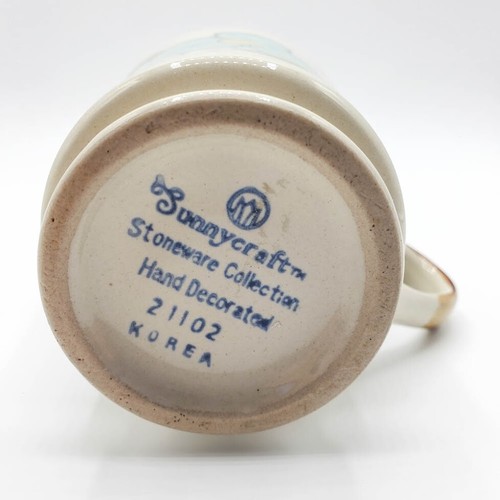 Sunnycraft™
Stoneware Collection
Hand Decorated
21102
KOREA